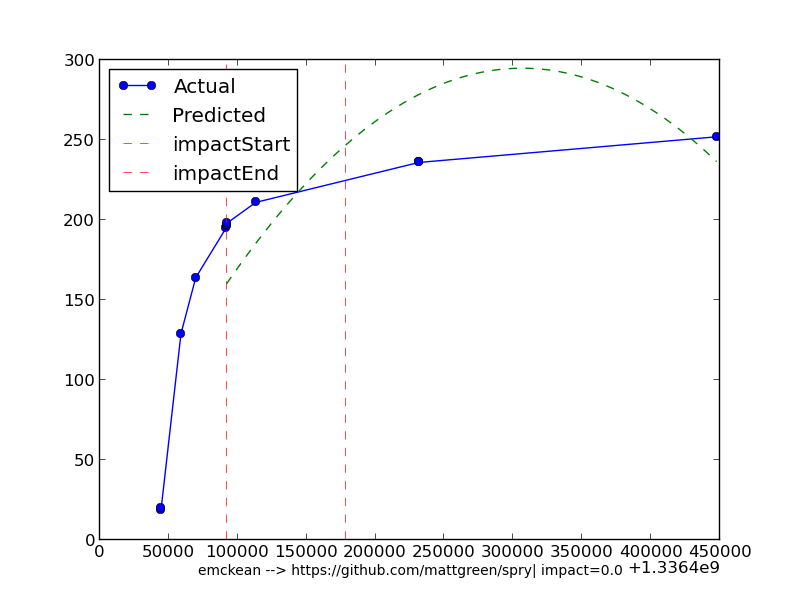 300
250
200
150
100
50
0
Actual
Predicted
impactStart
impactEnd
0 50000 100000 150000 200000 250000 300000 350000 400000 450000
emckean --> https://github.com/mattgreen/spry| impact=0.0 +1.3364e9